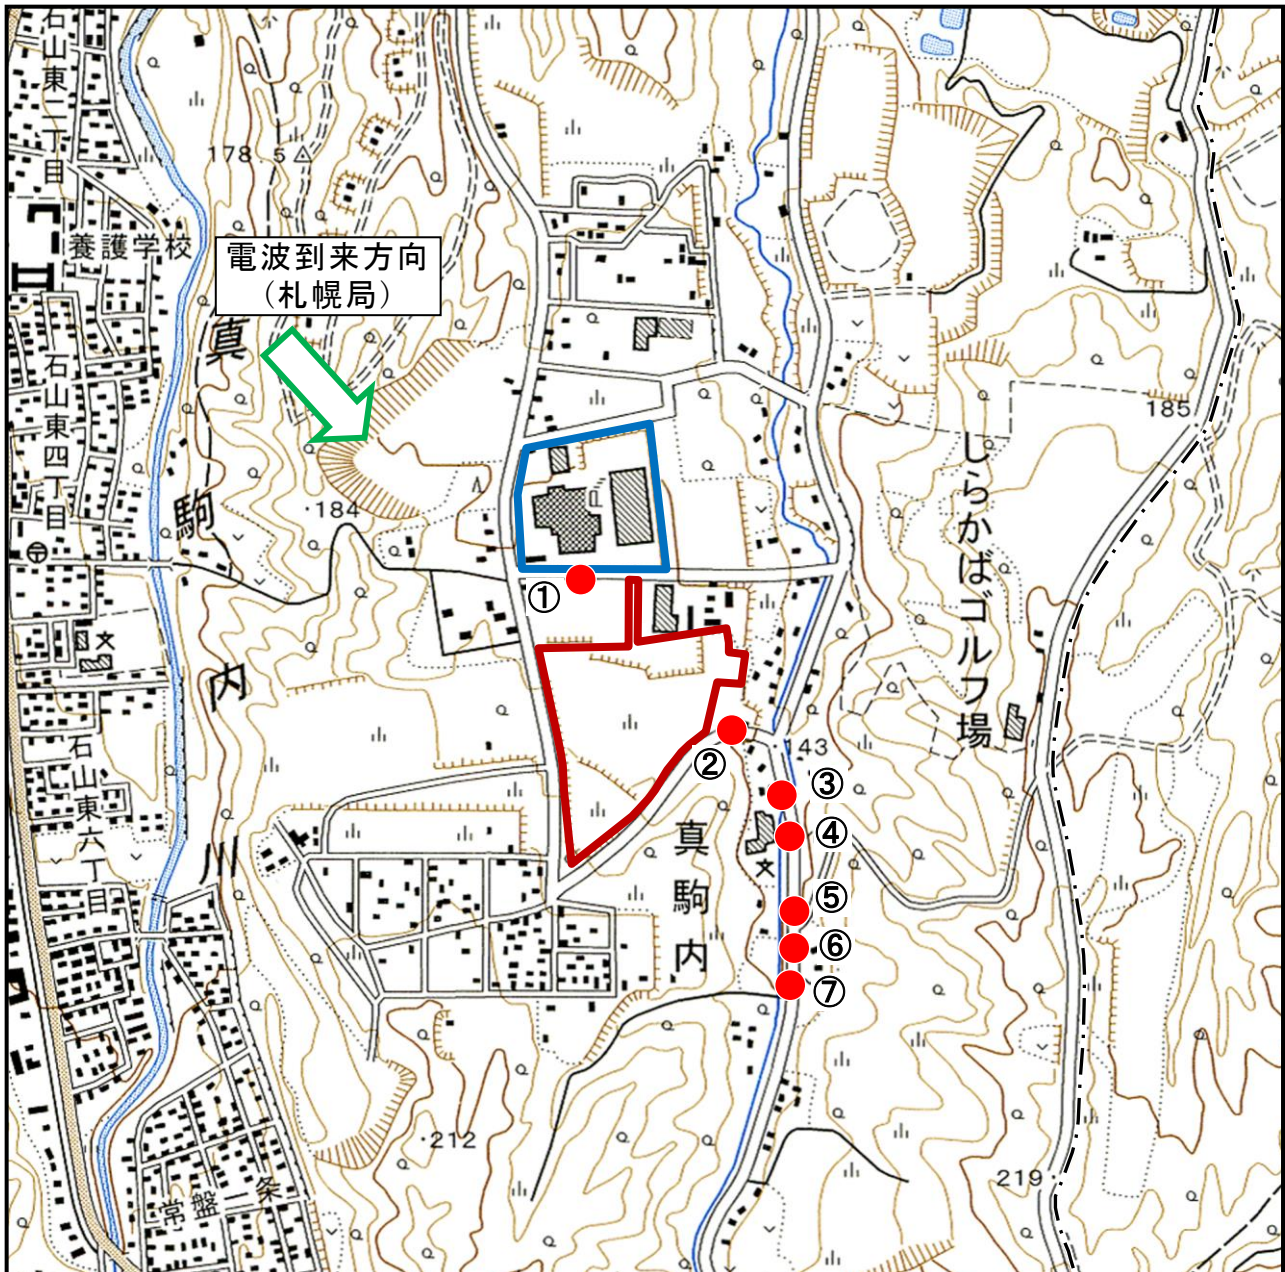 石山東二丁目
178.5
養護学校
電波到来方向
（札幌局）
真駒内川
石山東四丁目
185
しらかばゴルフ場
・184
①
②
143
③
④
⑤
⑥
⑦
真駒内
石山東六丁目
・212
219・
常盤一条